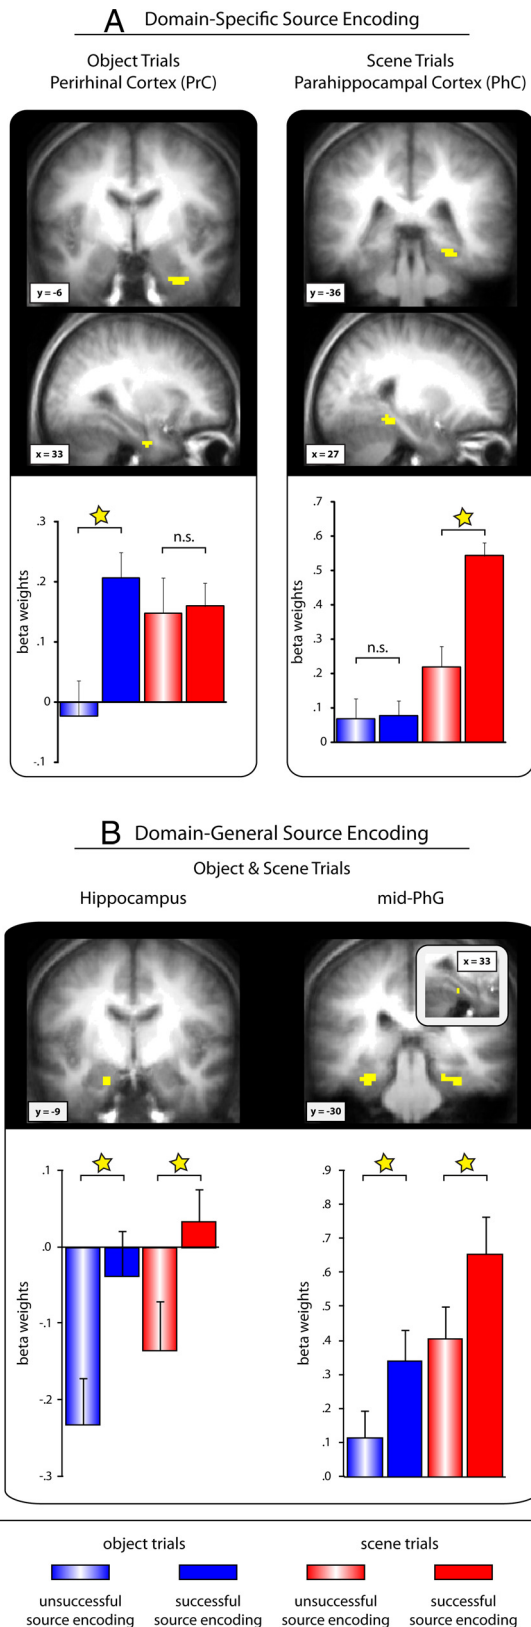 A Domain-Specific Source Encoding
Object Trials
Perirhinal Cortex (PrC)
Scene Trials
Parahippocampal Cortex (PhC)
y = -6
y = -36
x = 33
x = 27
.3
.2
.1
0
-.1
beta weights
n.s.
.7
.6
.5
.4
.3
.2
.1
0
beta weights
n.s.
B Domain-General Source Encoding
Object & Scene Trials
Hippocampus
mid-PhG
x = 33
y = -9
y = -30
.1
.0
-.1
-.2
-.3
beta weights
.9
.8
.7
.6
.5
.4
.3
.2
.1
.0
beta weights
object trials
scene trials
unsuccessful
source encoding
successful
source encoding
unsuccessful
source encoding
successful
source encoding